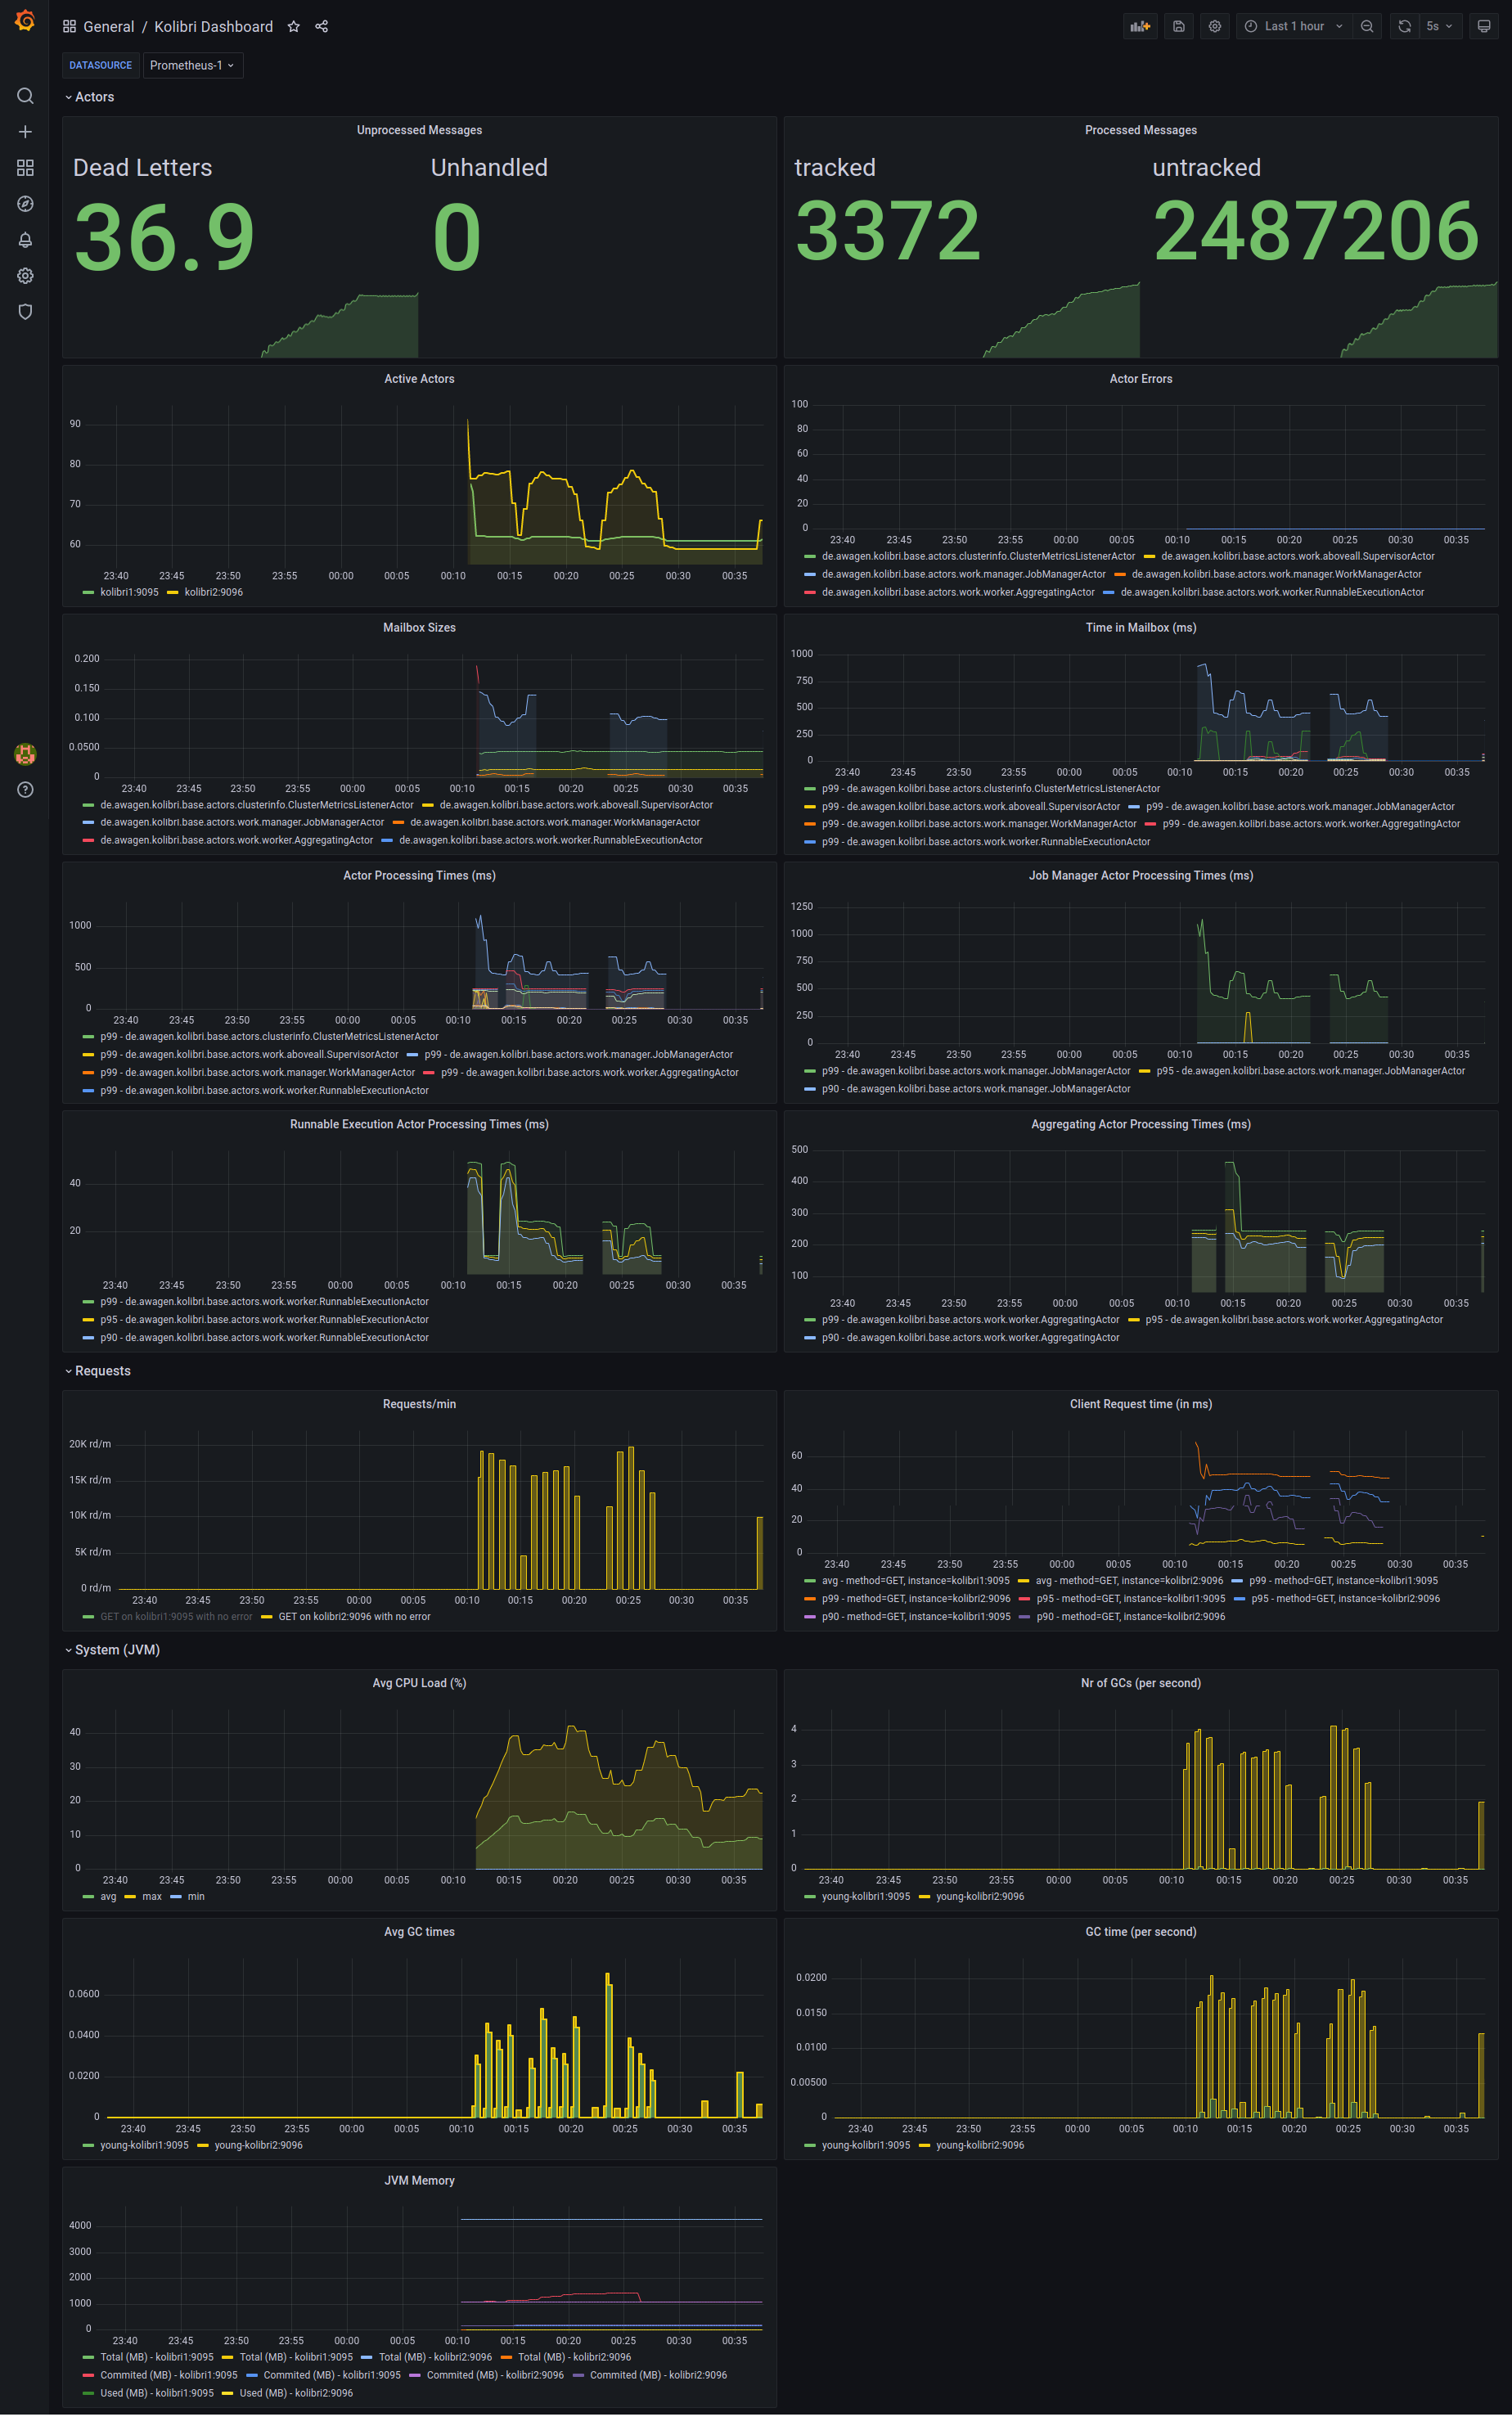 General / Kolibri Dashboard
Last 1 hour
5s
DATASOURCE Prometheus-1
Actors
Unprocessed Messages
Dead Letters Unhandled
36.9 0
Processed Messages
tracked untracked
3372 2487206
Active Actors
90
80
70
60
23:40 23:45 23:50 23:55 00:00 00:05 00:10 00:15 00:20 00:25 00:30 00:35
kolibri1:9095 kolibri2:9096
Actor Errors
100
80
60
40
20
0
23:40 23:45 23:50 23:55 00:00 00:05 00:10 00:15 00:20 00:25 00:30 00:35
de.awagen.kolibri.base.actors.clusterinfo.ClusterMetricsListenerActor de.awagen.kolibri.base.actors.work.aboveall.SupervisorActor
de.awagen.kolibri.base.actors.work.manager.JobManagerActor de.awagen.kolibri.base.actors.work.manager.WorkManagerActor
de.awagen.kolibri.base.actors.work.worker.AggregatingActor de.awagen.kolibri.base.actors.work.worker.RunnableExecutionActor
Mailbox Sizes
0.200
0.150
0.100
0.0500
0
23:40 23:45 23:50 23:55 00:00 00:05 00:10 00:15 00:20 00:25 00:30 00:35
de.awagen.kolibri.base.actors.clusterinfo.ClusterMetricsListenerActor de.awagen.kolibri.base.actors.work.aboveall.SupervisorActor
de.awagen.kolibri.base.actors.work.manager.JobManagerActor de.awagen.kolibri.base.actors.work.manager.WorkManagerActor
de.awagen.kolibri.base.actors.work.worker.AggregatingActor de.awagen.kolibri.base.actors.work.worker.RunnableExecutionActor
Time in Mailbox (ms)
1000
750
500
250
0
23:40 23:45 23:50 23:55 00:00 00:05 00:10 00:15 00:20 00:25 00:30 00:35
p99 - de.awagen.kolibri.base.actors.clusterinfo.ClusterMetricsListenerActor
p99 - de.awagen.kolibri.base.actors.work.aboveall.SupervisorActor p99 - de.awagen.kolibri.base.actors.work.manager.JobManagerActor
p99 - de.awagen.kolibri.base.actors.work.manager.WorkManagerActor p99 - de.awagen.kolibri.base.actors.work.worker.AggregatingActor
p99 - de.awagen.kolibri.base.actors.work.worker.RunnableExecutionActor
Actor Processing Times (ms)
1000
500
0
23:40 23:45 23:50 23:55 00:00 00:05 00:10 00:15 00:20 00:25 00:30 00:35
p99 - de.awagen.kolibri.base.actors.clusterinfo.ClusterMetricsListenerActor
p99 - de.awagen.kolibri.base.actors.work.aboveall.SupervisorActor p99 - de.awagen.kolibri.base.actors.work.manager.JobManagerActor
p99 - de.awagen.kolibri.base.actors.work.manager.WorkManagerActor p99 - de.awagen.kolibri.base.actors.work.worker.AggregatingActor
p99 - de.awagen.kolibri.base.actors.work.worker.RunnableExecutionActor
Job Manager Actor Processing Times (ms)
1250
1000
750
500
250
0
23:40 23:45 23:50 23:55 00:00 00:05 00:10 00:15 00:20 00:25 00:30 00:35
p99 - de.awagen.kolibri.base.actors.work.manager.JobManagerActor p95 - de.awagen.kolibri.base.actors.work.manager.JobManagerActor
p90 - de.awagen.kolibri.base.actors.work.manager.JobManagerActor
Runnable Execution Actor Processing Times (ms)
40
20
23:40 23:45 23:50 23:55 00:00 00:05 00:10 00:15 00:20 00:25 00:30 00:35
p99 - de.awagen.kolibri.base.actors.work.worker.RunnableExecutionActor
p95 - de.awagen.kolibri.base.actors.work.worker.RunnableExecutionActor
p90 - de.awagen.kolibri.base.actors.work.worker.RunnableExecutionActor
Aggregating Actor Processing Times (ms)
500
400
300
200
100
23:40 23:45 23:50 23:55 00:00 00:05 00:10 00:15 00:20 00:25 00:30 00:35
p99 - de.awagen.kolibri.base.actors.work.worker.AggregatingActor p95 - de.awagen.kolibri.base.actors.work.worker.AggregatingActor
p90 - de.awagen.kolibri.base.actors.work.worker.AggregatingActor
Requests
Requests/min
20K rd/m
15K rd/m
10K rd/m
5K rd/m
0 rd/m
23:40 23:45 23:50 23:55 00:00 00:05 00:10 00:15 00:20 00:25 00:30 00:35
GET on kolibri1:9095 with no error GET on kolibri2:9096 with no error
Client Request time (in ms)
60
40
20
0
23:40 23:45 23:50 23:55 00:00 00:05 00:10 00:15 00:20 00:25 00:30 00:35
avg - method=GET, instance=kolibri1:9095 avg - method=GET, instance=kolibri2:9096 p99 - method=GET, instance=kolibri1:9095
p99 - method=GET, instance=kolibri2:9096 p95 - method=GET, instance=kolibri1:9095 p95 - method=GET, instance=kolibri2:9096
p90 - method=GET, instance=kolibri1:9095 p90 - method=GET, instance=kolibri2:9096
System (JVM)
Avg CPU Load (%)
40
30
20
10
0
23:40 23:45 23:50 23:55 00:00 00:05 00:10 00:15 00:20 00:25 00:30 00:35
avg max min
Nr of GCs (per second)
4
3
2
1
0
23:40 23:45 23:50 23:55 00:00 00:05 00:10 00:15 00:20 00:25 00:30 00:35
young-kolibri1:9095 young-kolibri2:9096
Avg GC times
0.0600
0.0400
0.0200
0
23:40 23:45 23:50 23:55 00:00 00:05 00:10 00:15 00:20 00:25 00:30 00:35
young-kolibri1:9095 young-kolibri2:9096
GC time (per second)
0.0200
0.0150
0.0100
0.00500
0
23:40 23:45 23:50 23:55 00:00 00:05 00:10 00:15 00:20 00:25 00:30 00:35
young-kolibri1:9095 young-kolibri2:9096
JVM Memory
4000
3000
2000
1000
0
23:40 23:45 23:50 23:55 00:00 00:05 00:10 00:15 00:20 00:25 00:30 00:35
Total (MB) - kolibri1:9095 Total (MB) - kolibri1:9095 Total (MB) - kolibri2:9096 Total (MB) - kolibri2:9096
Commited (MB) - kolibri1:9095 Commited (MB) - kolibri1:9095 Commited (MB) - kolibri2:9096 Commited (MB) - kolibri2:9096
Used (MB) - kolibri1:9095 Used (MB) - kolibri2:9096